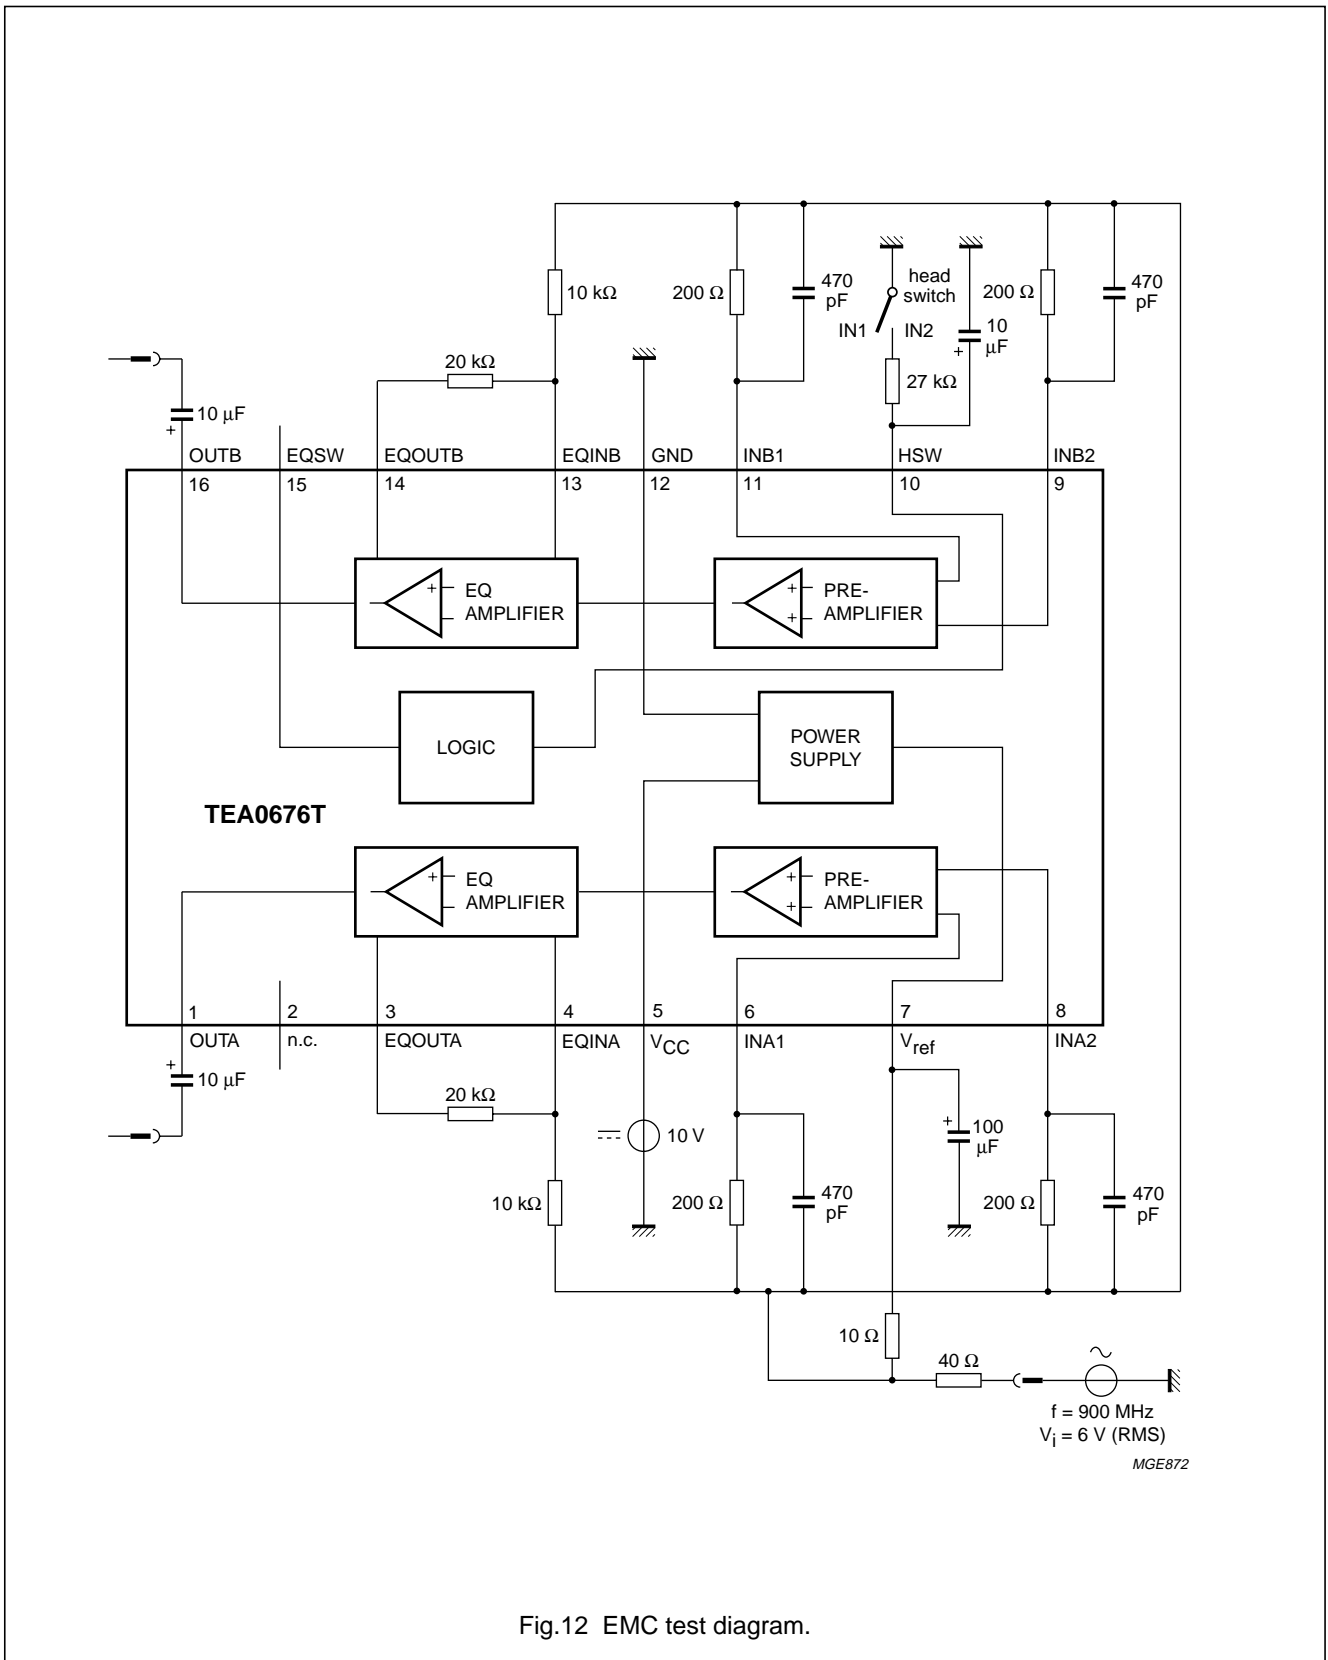 10 kΩ
200 Ω
470
pF
head
switch
IN1
IN2
+
10
μF
200 Ω
470
pF
20 kΩ
27 kΩ
10 μF
+
OUTB
EQSW
EQOUTB
EQINB
GND
INB1
HSW
INB2
16
15
14
13
12
11
10
9
+
EQ
AMPLIFIER
+
+
PRE-
AMPLIFIER
LOGIC
POWER
SUPPLY
TEA0676T
+
EQ
AMPLIFIER
+
+
PRE-
AMPLIFIER
1
2
3
4
5
6
7
8
OUTA
n.c.
EQOUTA
EQINA
VCC
INA1
Vref
INA2
+
10 μF
20 kΩ
10 V
+
100
μF
10 kΩ
200 Ω
470
pF
200 Ω
470
pF
10 Ω
40 Ω
f = 900 MHz
Vi = 6 V (RMS)
MGE872
Fig.12 EMC test diagram.